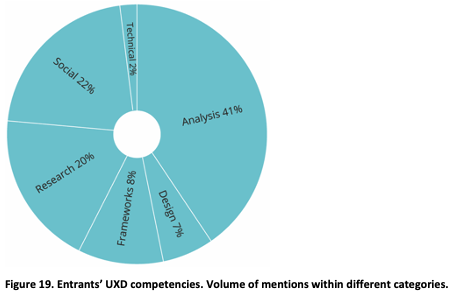 Technical 2%
Social 22%
Analysis 41%
Research 20%
Frameworks 8%
Design 7%
Figure 19. Entrants’ UXD competencies. Volume of mentions within different categories.